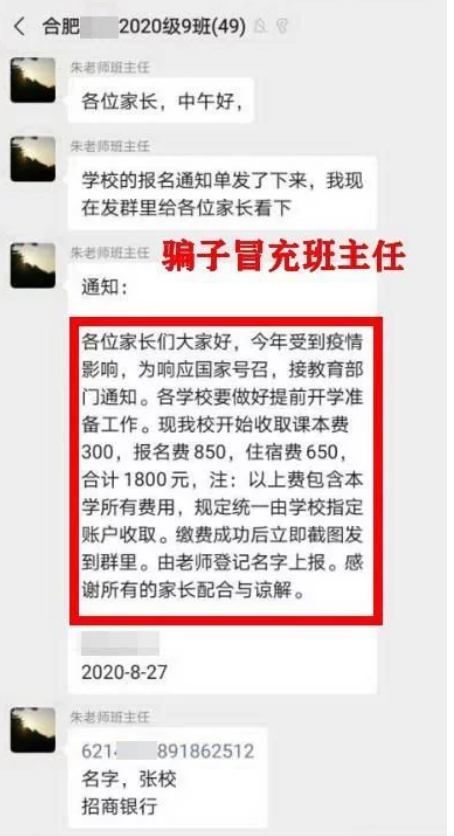 合肥 2020级9班(49)
朱老师班主任
各位家长，中午好，
朱老师班主任
学校的报名通知单发了下来，我现
在发群里给各位家长看下
朱老师班主任
骗子冒充班主任
通知：
各位家长们大家好，今年受到疫情
影响，为响应国家号召，接教育部
门通知。各学校要做好提前开学准
备工作。现我校开始收取课本费
300，报名费850，住宿费650，
合计1800元，注：以上费包含本
学所有费用，规定统一由学校指定
账户收取。缴费成功后立即截图发
到群里。由老师登记名字上报。感
谢所有的家长配合与谅解。
2020-8-27
朱老师班主任
621 891862512
名字，张校
招商银行